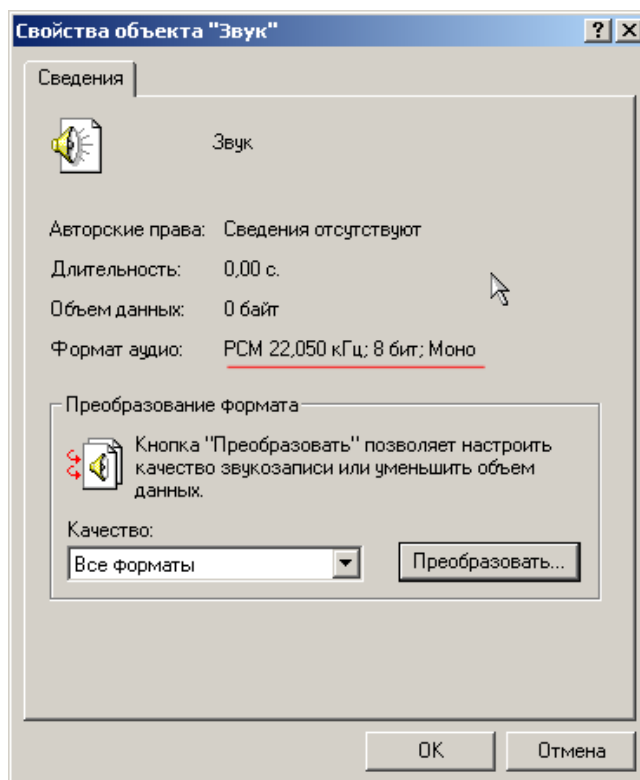 Свойства объекта "Звук"
Сведения
Звук
Авторские права: Сведения отсутствуют
Длительность: 0,00 с.
Объем данных: 0 байт
Формат аудио: PCM 22,050 кГц; 8 бит; Моно
Преобразование формата
Кнопка "Преобразовать" позволяет настроить
качество звукозаписи или уменьшить объем
данных.
Качество:
Все форматы Преобразовать...
OK Отмена